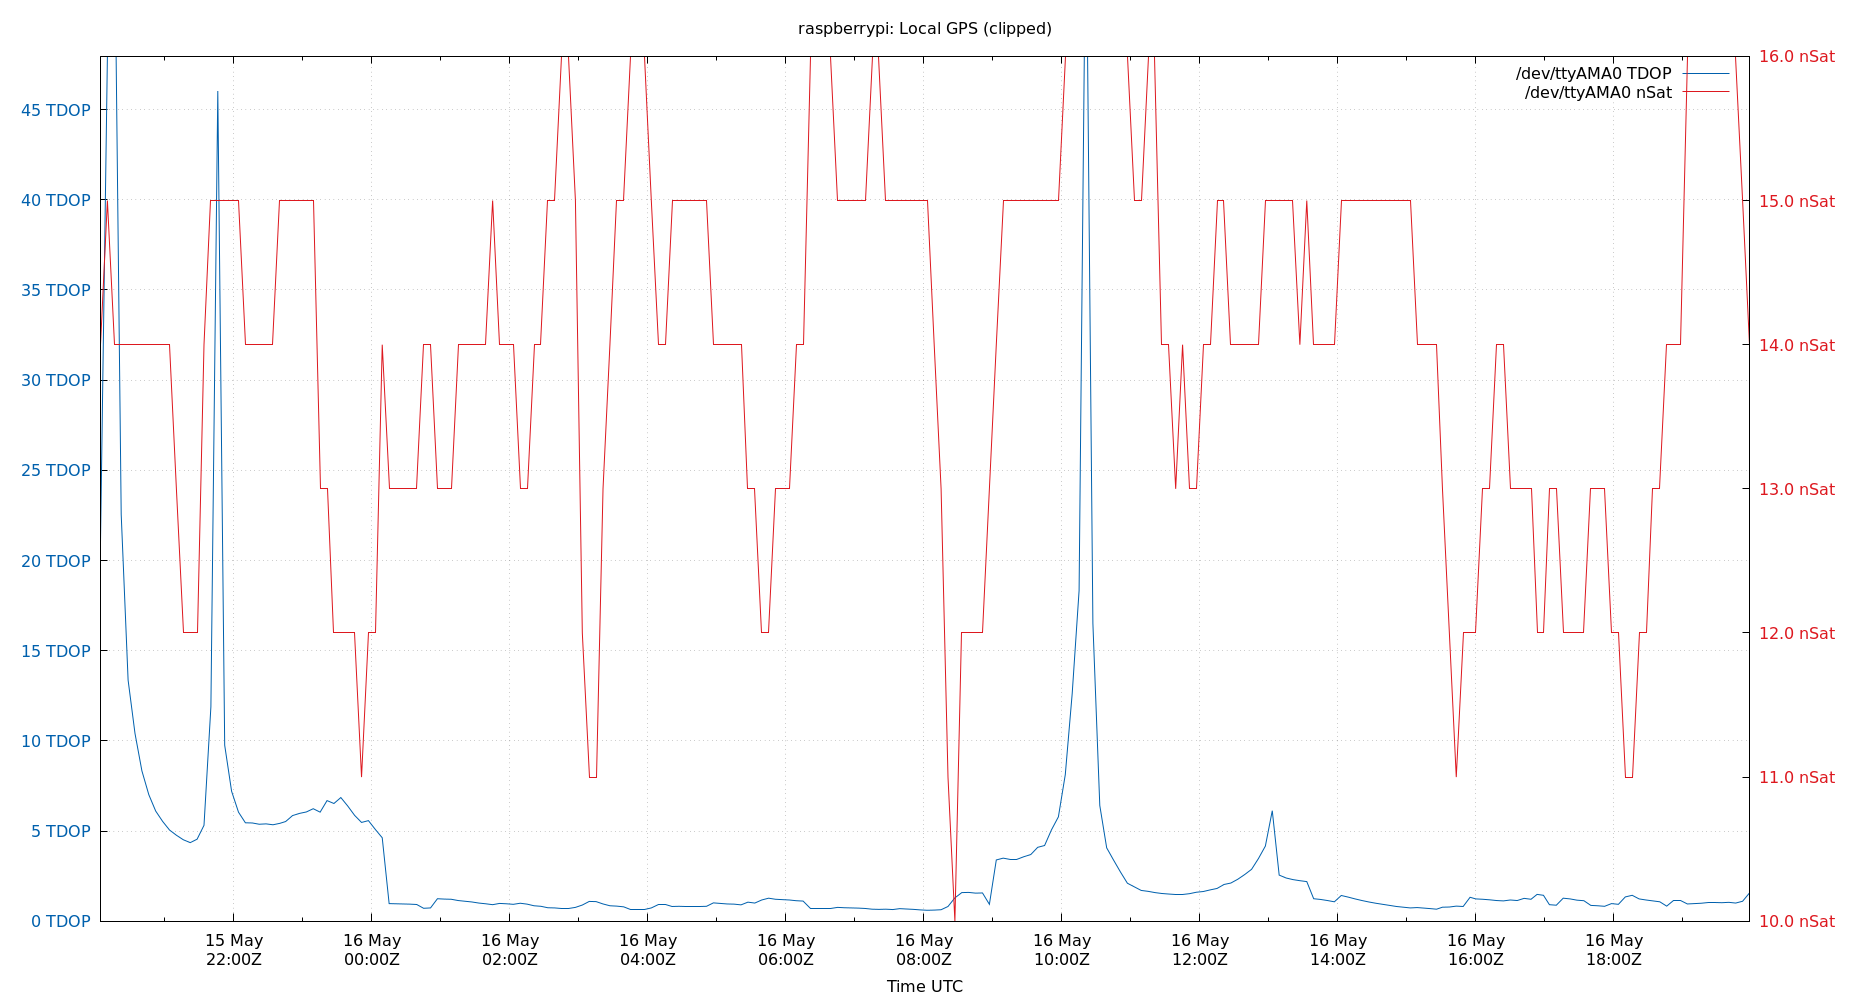 raspberrypi: Local GPS (clipped)
/dev/ttyAMA0 TDOP
/dev/ttyAMA0 nSat
45 TDOP
40 TDOP
35 TDOP
30 TDOP
25 TDOP
20 TDOP
15 TDOP
10 TDOP
5 TDOP
0 TDOP
16.0 nSat
15.0 nSat
14.0 nSat
13.0 nSat
12.0 nSat
11.0 nSat
10.0 nSat
15 May
22:00Z
16 May
00:00Z
16 May
02:00Z
16 May
04:00Z
16 May
06:00Z
16 May
08:00Z
16 May
10:00Z
16 May
12:00Z
16 May
14:00Z
16 May
16:00Z
16 May
18:00Z
Time UTC